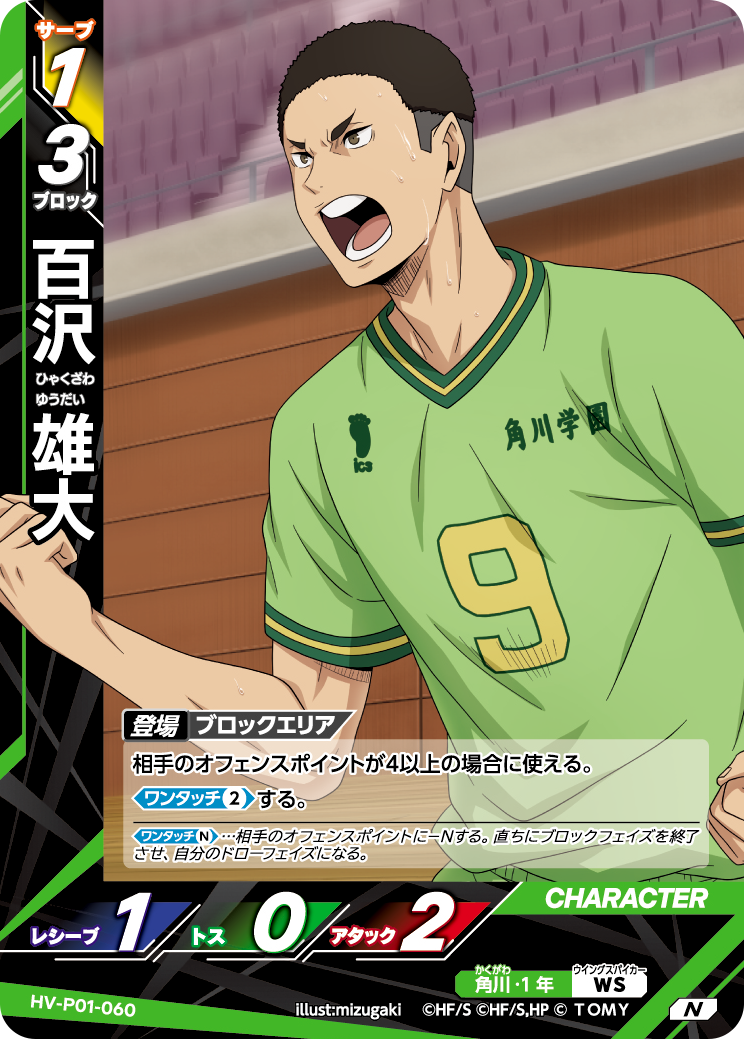 サーブ
1
3
ブロック
百沢
ひゃくざわ
ゆうだい
雄大
ics
角川学園
9
登場 ブロックエリア
相手のオフェンスポイントが4以上の場合に使える。
ワンタッチ 2 する。
ワンタッチ N …相手のオフェンスポイントに－Nする。直ちにブロックフェイズを終了
させ、自分のドローフェイズになる。
CHARACTER
レシーブ 1 トス 0 アタック 2
かくがわ ウイングスパイカー
角川・1年 WS
HV-P01-060 illust:mizugaki ©HF/S ©HF/S,HP © TOMY N